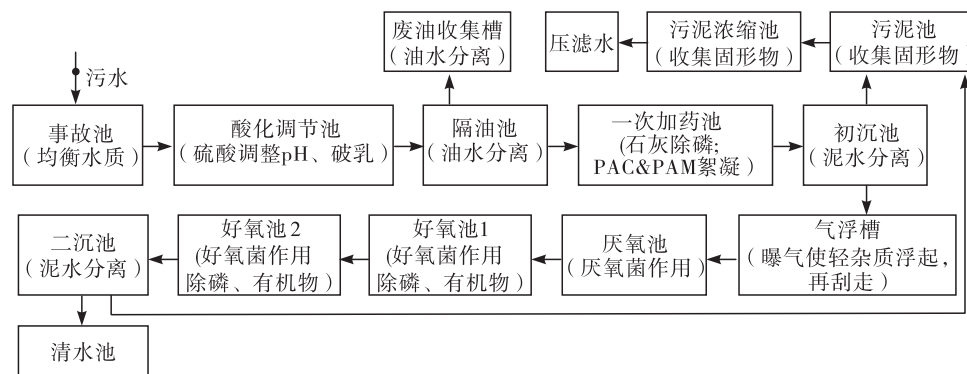 污水
废油收集槽
（油水分离）
压滤水
污泥浓缩池
（收集固形物）
污泥池
（收集固形物）
事故池
（均衡水质）
酸化调节池
（硫酸调整pH、破乳）
隔油池
（油水分离）
一次加药池
(石灰除磷;
PAC&PAM絮凝）
初沉池
（泥水分离）
二沉池
（泥水分离）
好氧池2
(好氧菌作用
除磷、有机物）
好氧池1
(好氧菌作用
除磷、有机物）
厌氧池
（厌氧菌作用）
气浮槽
（曝气使轻杂质浮起，
再刮走）
清水池